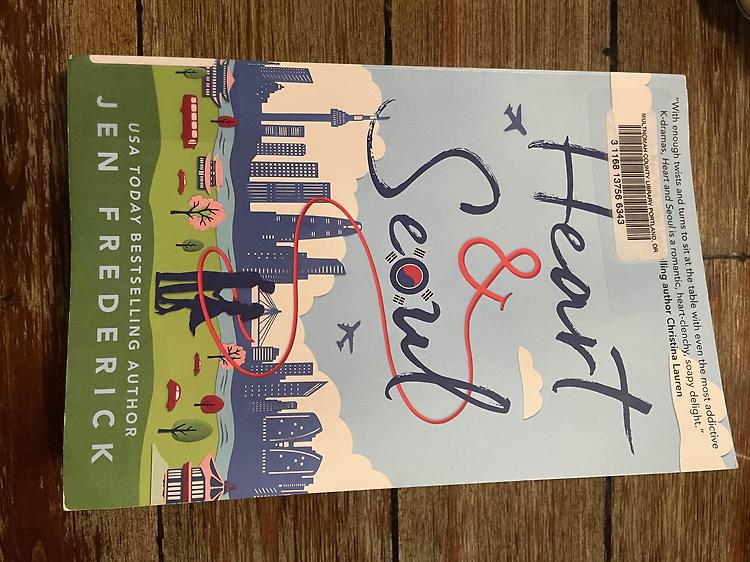 "With enough twists and turns to sit at the table with even the most addictive
K-dramas, Heart and Seoul is a romantic, heart-clenchy, soapy delight."
lling author Christina Lauren
MULTNOMAH COUNTY LIBRARY PORTLAND, OR
3 1168 13756 6343
Heart
&
Seoul
USA TODAY BESTSELLING AUTHOR
JEN FREDERICK